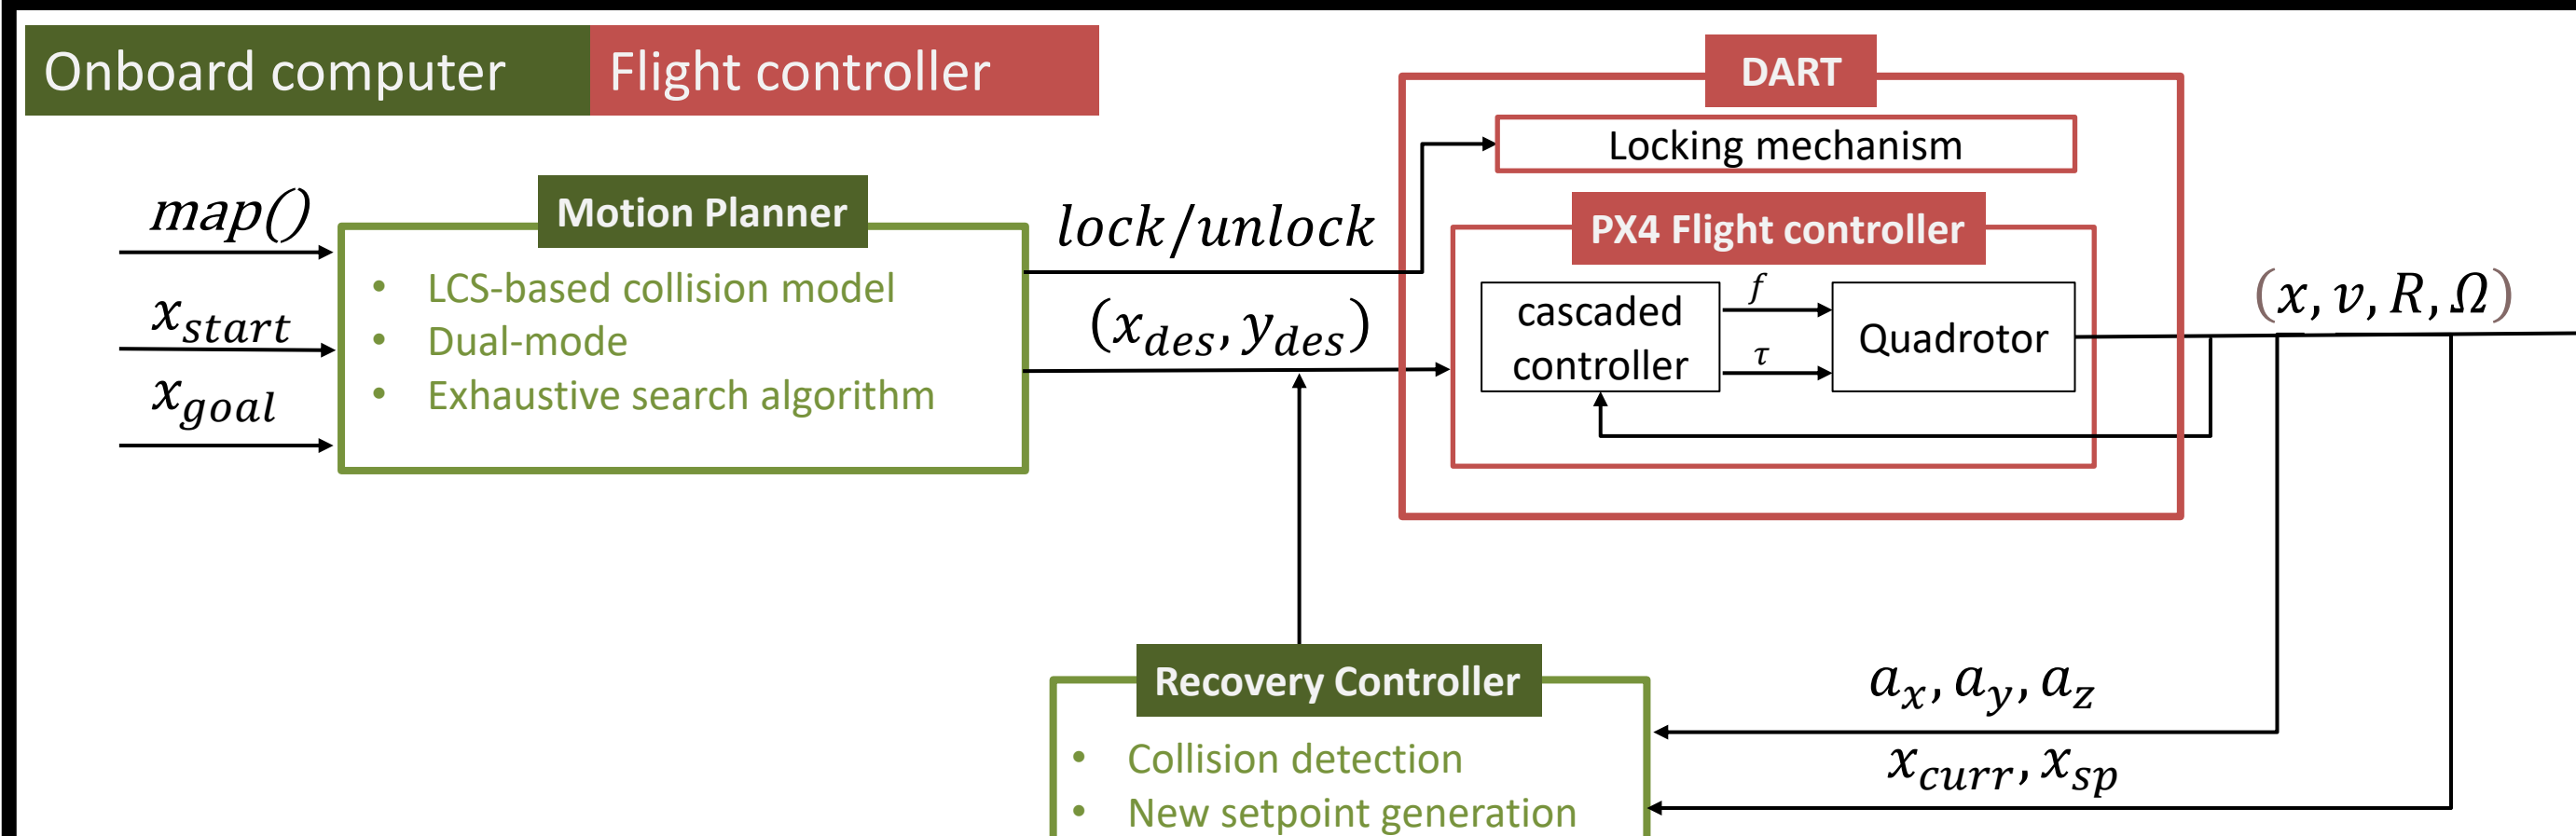 Onboard computer
Flight controller
DART
Locking mechanism
map()
Motion Planner
lock/unlock
PX4 Flight controller
• LCS-based collision model
x_start
• Dual-mode
(x_des, y_des)
cascaded
controller
f
τ
Quadrotor
(x, v, R, Ω)
x_goal
• Exhaustive search algorithm
Recovery Controller
a_x, a_y, a_z
• Collision detection
x_curr, x_sp
• New setpoint generation